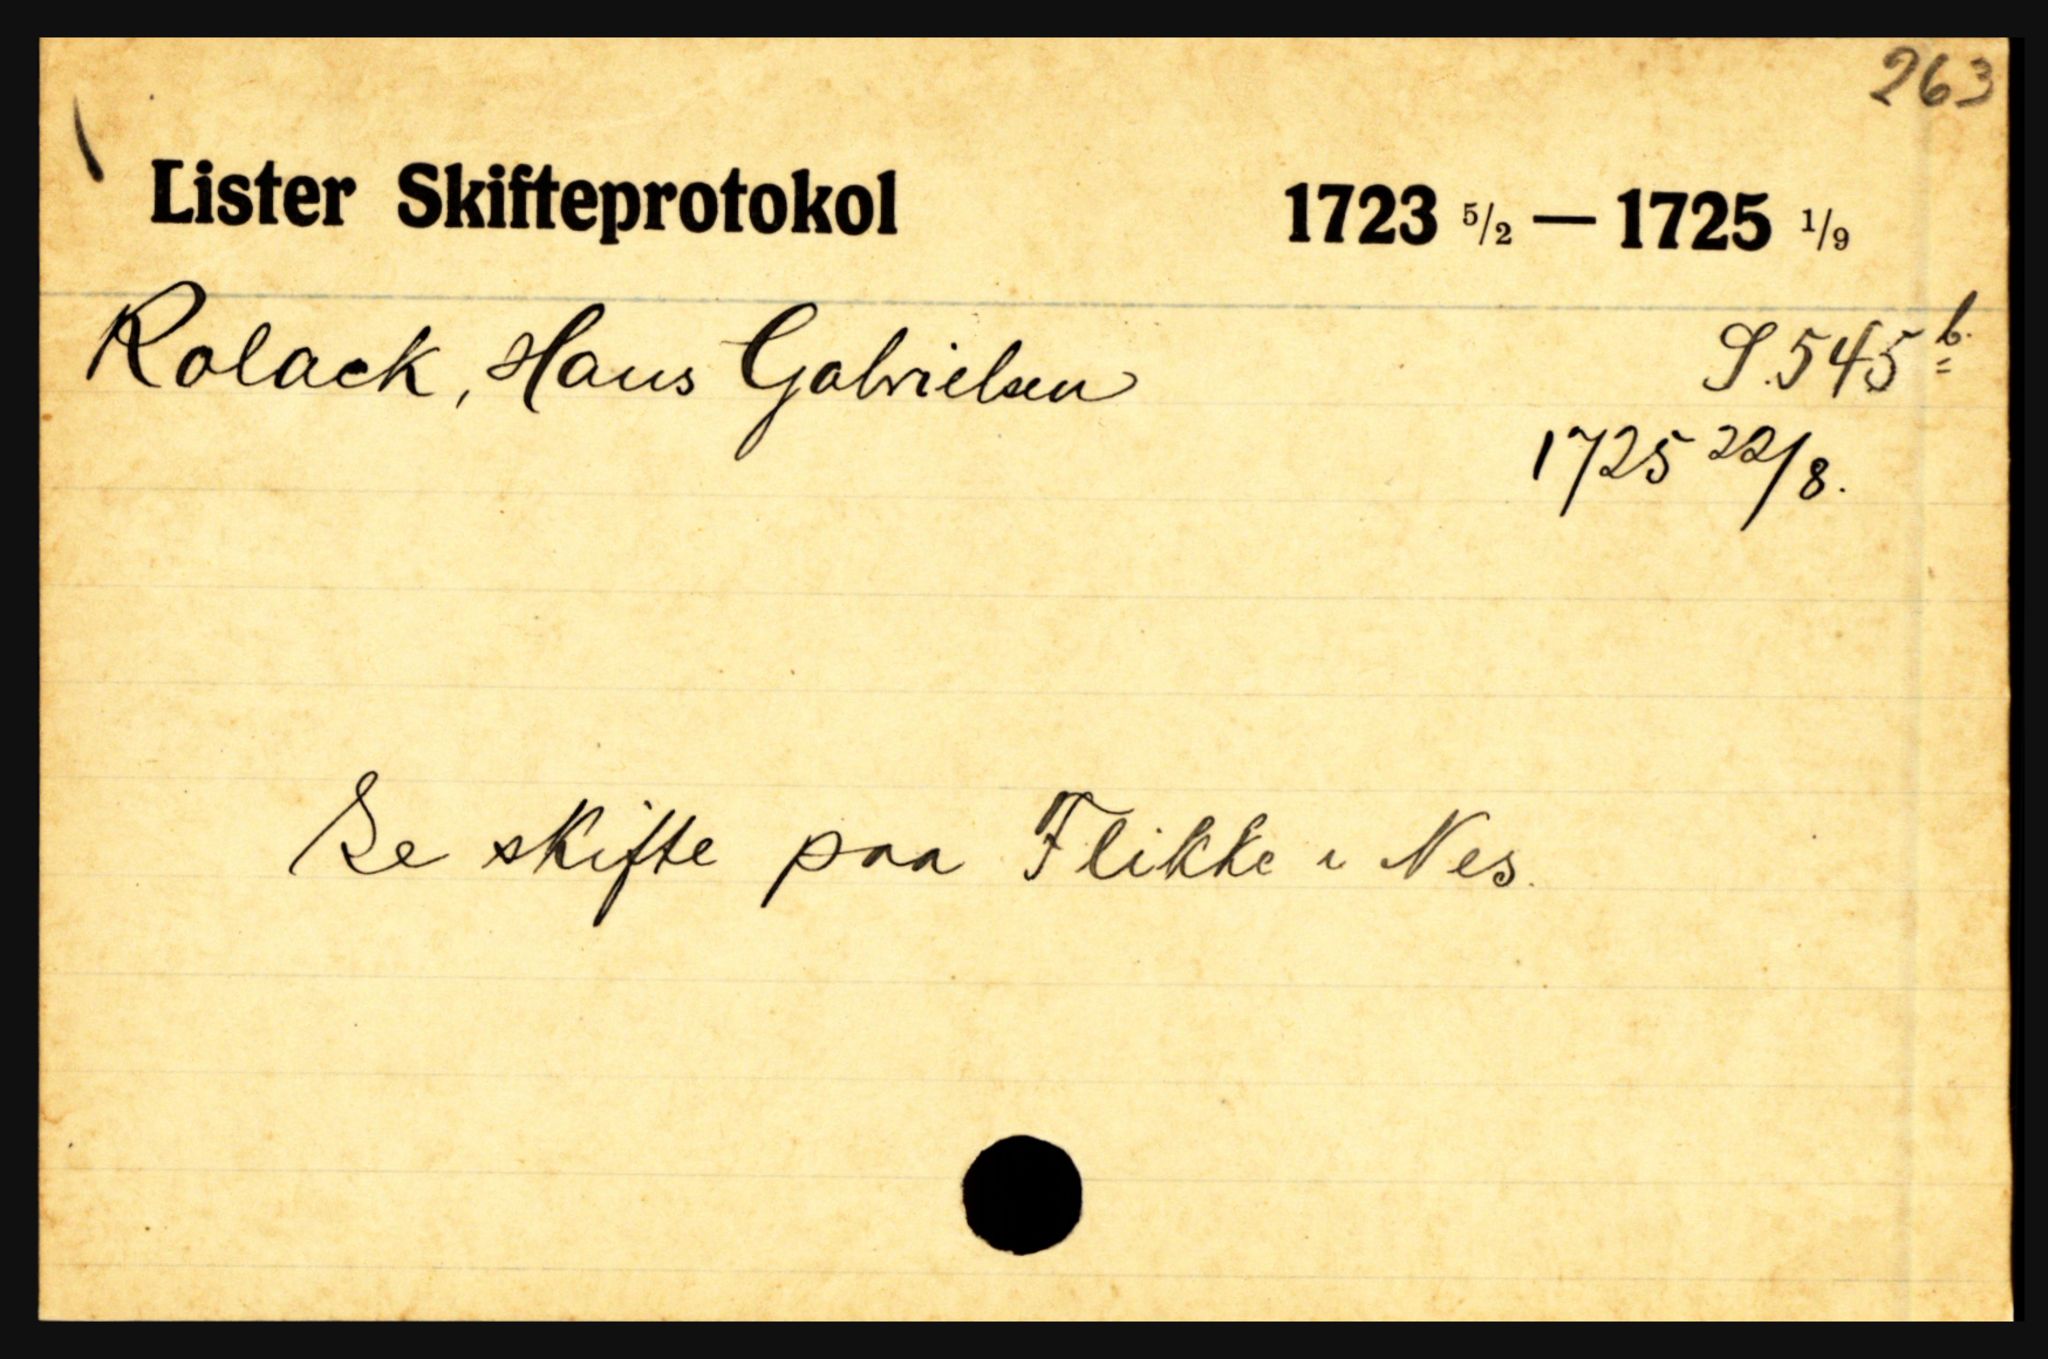 263
Lister Skifteprotokol 1723 5/2 — 1725 1/9
Rolack, Hans Gabrielsen S. 545 b.
1725 22/8.
Se skifte paa Flikke i Nes.